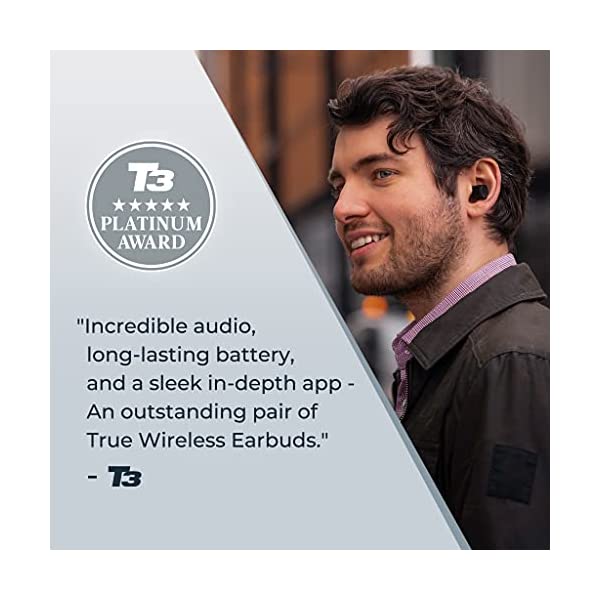 T3
★★★★★
PLATINUM
AWARD
"Incredible audio,
long-lasting battery,
and a sleek in-depth app -
An outstanding pair of
True Wireless Earbuds."
- T3